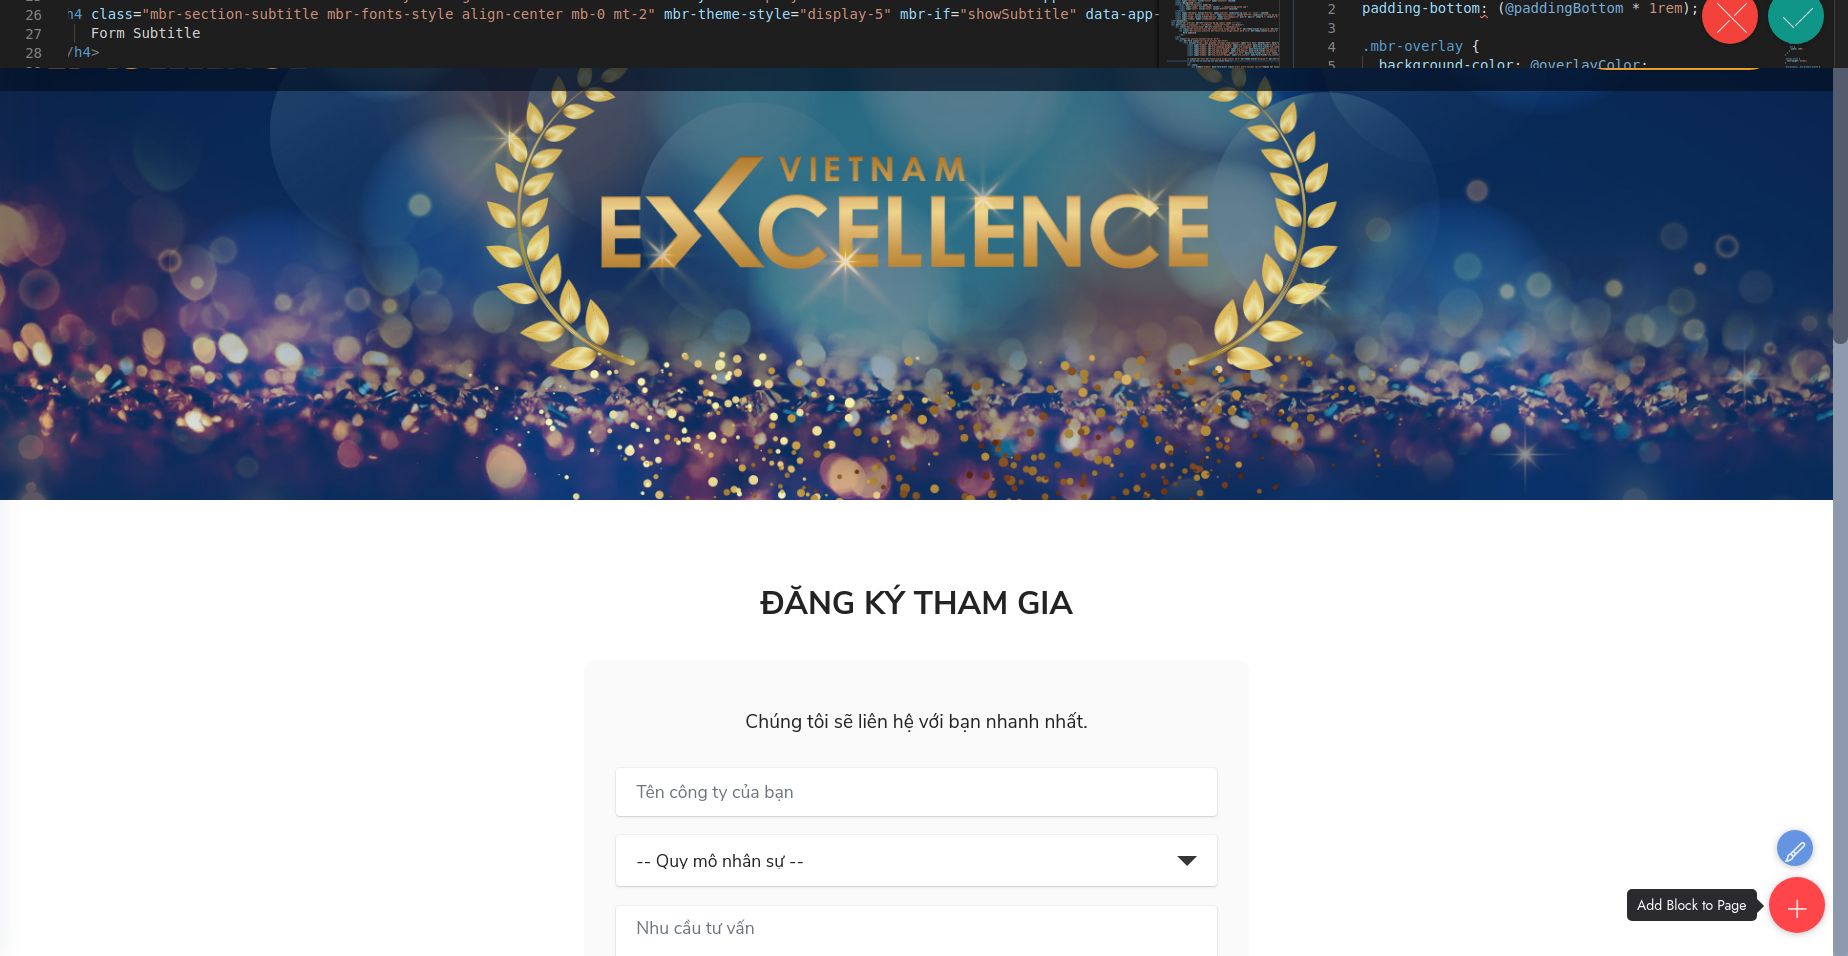 26 h4 class="mbr-section-subtitle mbr-fonts-style align-center mb-0 mt-2" mbr-theme-style="display-5" mbr-if="showSubtitle" data-app-
27 Form Subtitle
28 /h4>
2 padding-bottom: (@paddingBottom * 1rem);
3
4 .mbr-overlay {
5 background-color: @overlayColor;
VIETNAM
EXCELLENCE
ĐĂNG KÝ THAM GIA
Chúng tôi sẽ liên hệ với bạn nhanh nhất.
Tên công ty của bạn
-- Quy mô nhân sự --
Nhu cầu tư vấn
Add Block to Page